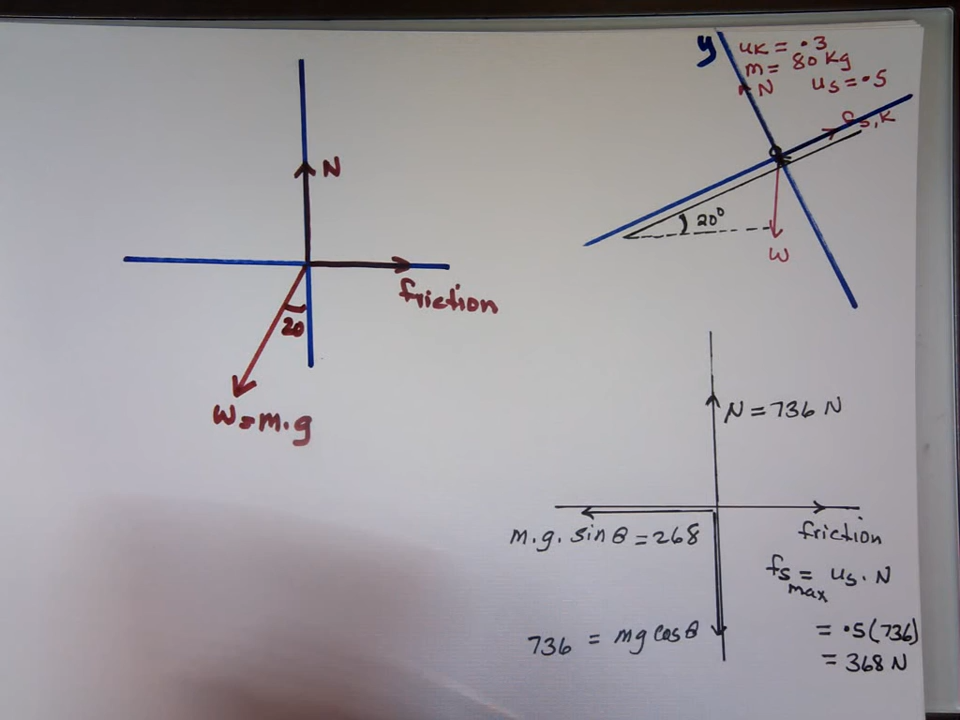 N
friction
20
W=m.g
y
uk = .3
m= 80 kg
us=.5
N
s,k
20°
W
N=736 N
m.g. sin θ=268
friction
fs = us. N
max
= .5(736)
= 368 N
736 = mg cos θ